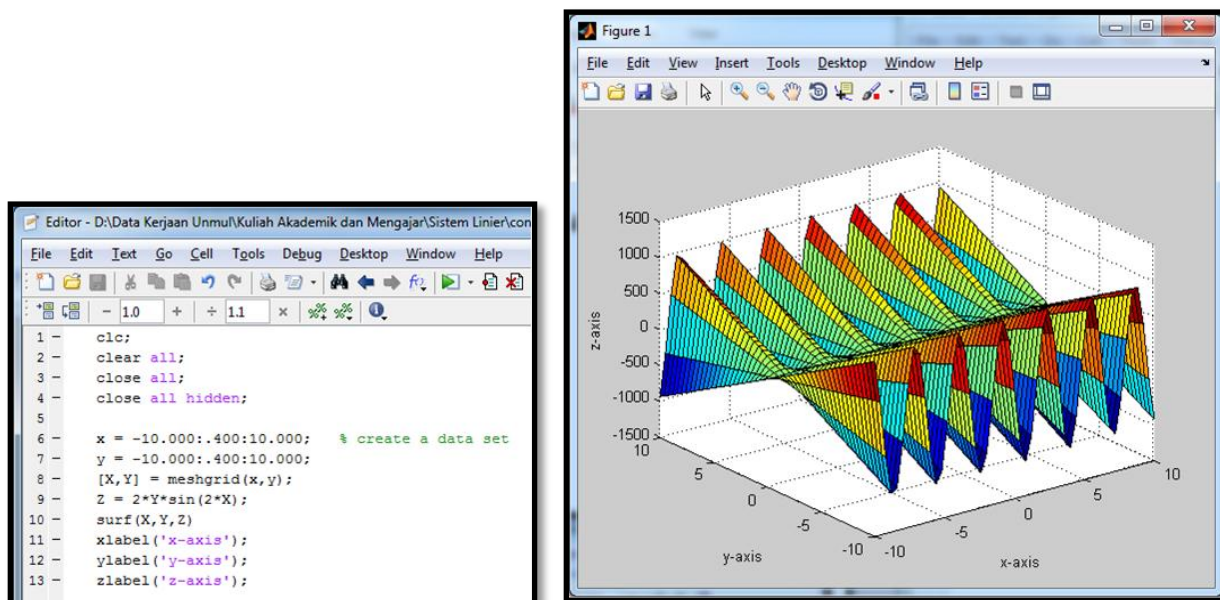 Editor - D:\Data Kerjaan Unmul\Kuliah Akademik dan Mengajar\Sistem Linier\con
File Edit Text Go Cell Tools Debug Desktop Window Help
- 1.0 + ÷ 1.1 ×
1 - clc;
2 - clear all;
3 - close all;
4 - close all hidden;
5
6 - x = -10.000:.400:10.000; % create a data set
7 - y = -10.000:.400:10.000;
8 - [X,Y] = meshgrid(x,y);
9 - Z = 2*Y*sin(2*X);
10 - surf(X,Y,Z)
11 - xlabel('x-axis');
12 - ylabel('y-axis');
13 - zlabel('z-axis');
Figure 1
File Edit View Insert Tools Desktop Window Help
1500
1000
500
0
-500
-1000
-1500
z-axis
10
5
0
-5
-10
y-axis
-10
-5
0
5
10
x-axis